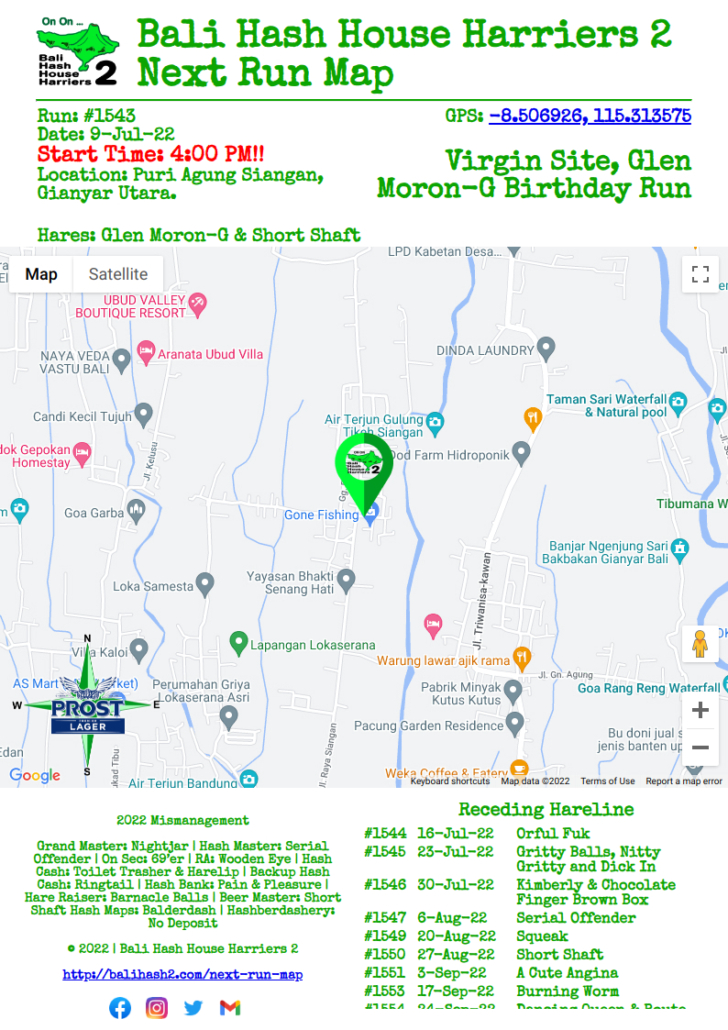 On On ...
Bali
Hash
House
Harriers 2
Bali Hash House Harriers 2
Next Run Map
Run: #1543
Date: 9-Jul-22
Start Time: 4:00 PM!!
Location: Puri Agung Siangan,
Gianyar Utara.
GPS: -8.506926, 115.313575
Virgin Site, Glen
Moron-G Birthday Run
Hares: Glen Moron-G & Short Shaft
Map
Satellite
LPD Kabetan Desa...
UBUD VALLEY
BOUTIQUE RESORT
NAYA VEDA
VASTU BALI
Aranata Ubud Villa
DINDA LAUNDRY
Candi Kecil Tujuh
Air Terjun Gulung
Tikeh Siangan
Taman Sari Waterfall
& Natural pool
dok Gepokan
Homestay
Jl. Kelusu
Ood Farm Hidroponik
Goa Garba
Gone Fishing
Tibumana W
Banjar Ngenjung Sari
Bakbakan Gianyar Bali
Loka Samesta
Yayasan Bhakti
Senang Hati
Jl. Triwanisa-kawan
Villa Kaloi
Lapangan Lokaserana
Warung lawar ajik rama
Jl. Gn. Agung
AS Mart
ket)
Perumahan Griya
Lokaserana Asri
Pabrik Minyak
Kutus Kutus
Goa Rang Reng Waterfall
N
W
E
S
PROST
LAGER
Pacung Garden Residence
Bu doni jual s
jenis banten up
Edan
Jl. Raya Siangan
ukad Tibu
Air Terjun Bandung
Weka Coffee & Eatery
Google
Keyboard shortcuts
Map data ©2022
Terms of Use
Report a map error
2022 Mismanagement
Grand Master: Nightjar | Hash Master: Serial
Offender | On Sec: 69'er | RA: Wooden Eye | Hash
Cash: Toilet Trasher & Harelip | Backup Hash
Cash: Ringtail | Hash Bank: Pain & Pleasure |
Hare Raiser: Barnacle Balls | Beer Master: Short
Shaft Hash Maps: Balderdash | Hashberdashery:
No Deposit
© 2022 | Bali Hash House Harriers 2
http://balihash2.com/next-run-map
Receding Hareline
#1544 16-Jul-22 Orful Fuk
#1545 23-Jul-22 Gritty Balls, Nitty
Gritty and Dick In
#1546 30-Jul-22 Kimberly & Chocolate
Finger Brown Box
#1547 6-Aug-22 Serial Offender
#1549 20-Aug-22 Squeak
#1550 27-Aug-22 Short Shaft
#1551 3-Sep-22 A Cute Angina
#1553 17-Sep-22 Burning Worm
#1554 24-Sep-22 Dancing Queen & Route